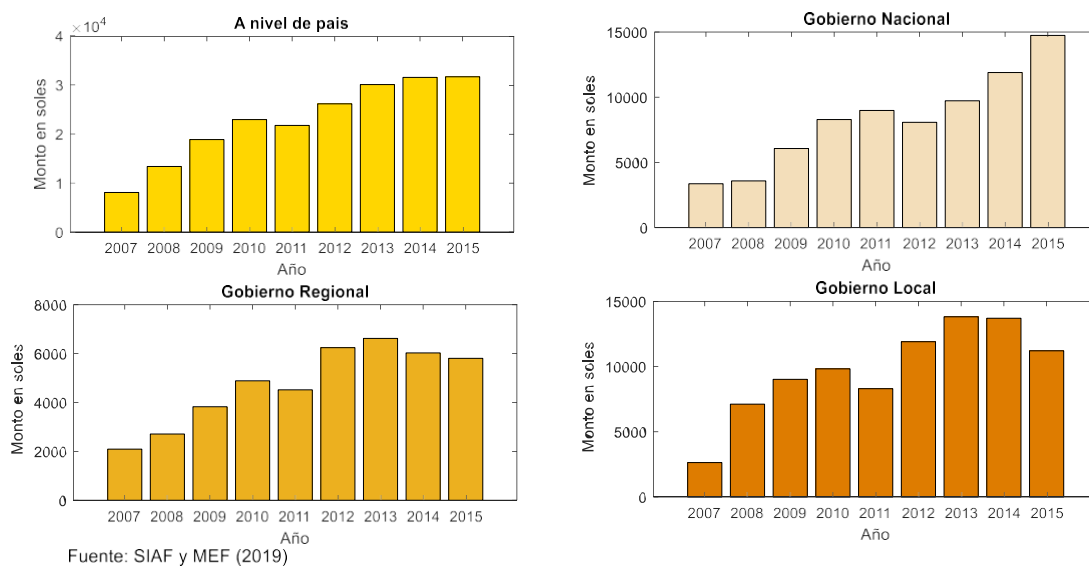 A nivel de pais
×10⁴
4
3
2
1
0
Monto en soles
2007 2008 2009 2010 2011 2012 2013 2014 2015
Año
Gobierno Nacional
15000
10000
5000
0
Monto en soles
2007 2008 2009 2010 2011 2012 2013 2014 2015
Año
Gobierno Regional
8000
6000
4000
2000
0
Monto en soles
2007 2008 2009 2010 2011 2012 2013 2014 2015
Gobierno Local
15000
10000
5000
0
Monto en soles
2007 2008 2009 2010 2011 2012 2013 2014 2015
Año
Fuente: SIAF y MEF (2019)